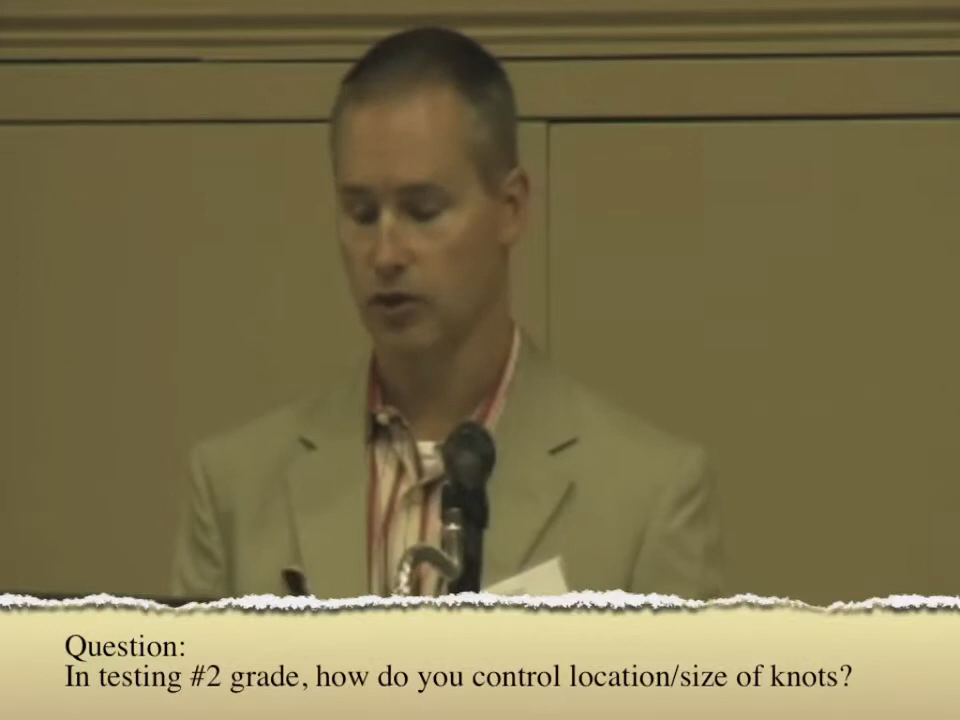 Question:
In testing #2 grade, how do you control location/size of knots?